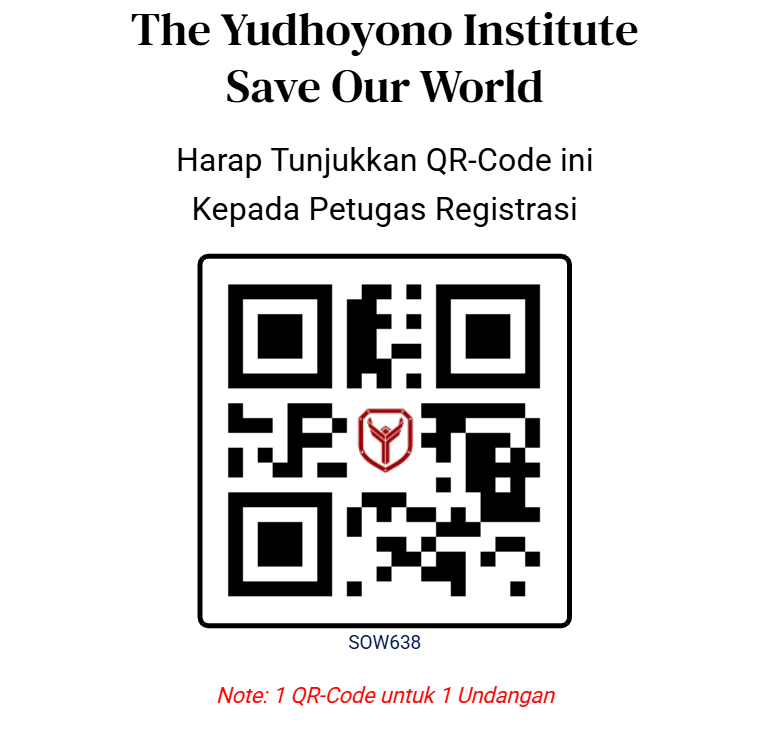 The Yudhoyono Institute
Save Our World
Harap Tunjukkan QR-Code ini
Kepada Petugas Registrasi
SOW638
Note: 1 QR-Code untuk 1 Undangan